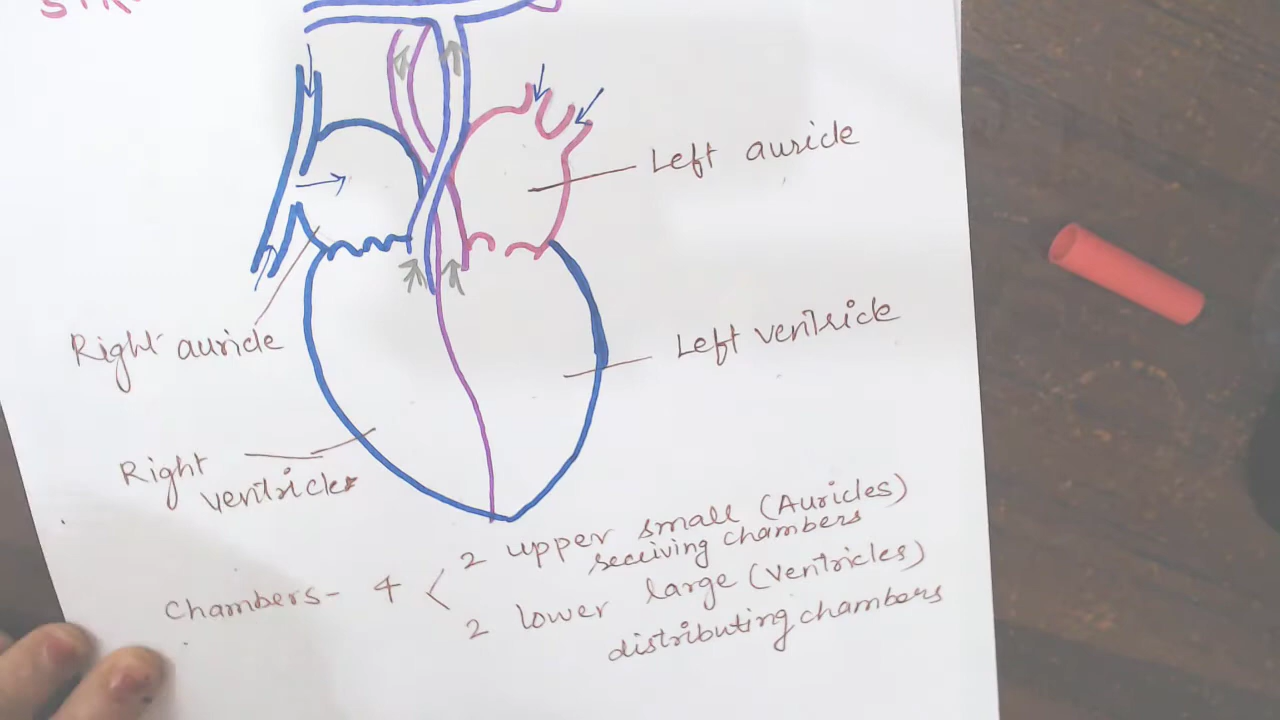 Left auricle
Left ventricle
Right auricle
Right
ventricle
Chambers- 4 <
2 upper small (Auricles)
receiving chambers
2 lower large (Ventricles)
distributing chambers